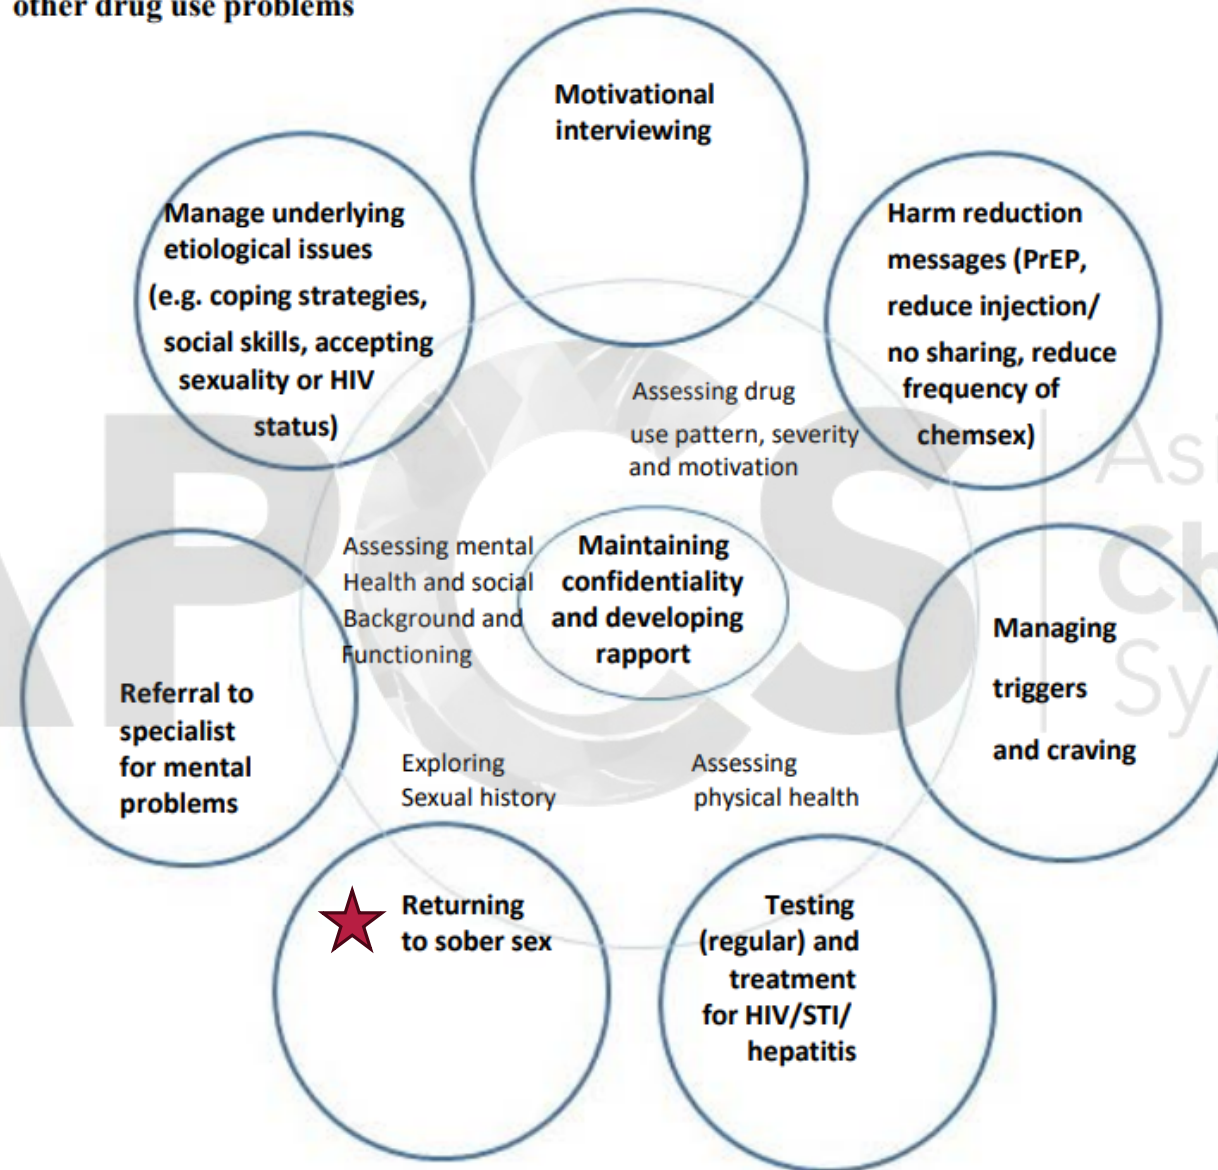 other drug use problems
Motivational
interviewing
Manage underlying
etiological issues
(e.g. coping strategies,
social skills, accepting
sexuality or HIV
status)
Harm reduction
messages (PrEP,
reduce injection/
no sharing, reduce
frequency of
chemsex)
Assessing drug
use pattern, severity
and motivation
Assessing mental
Health and social
Background and
Functioning
Maintaining
confidentiality
and developing
rapport
Managing
triggers
and craving
Referral to
specialist
for mental
problems
Exploring
Sexual history
Assessing
physical health
Returning
to sober sex
Testing
(regular) and
treatment
for HIV/STI/
hepatitis
APCS
Asi
Ch
Sy